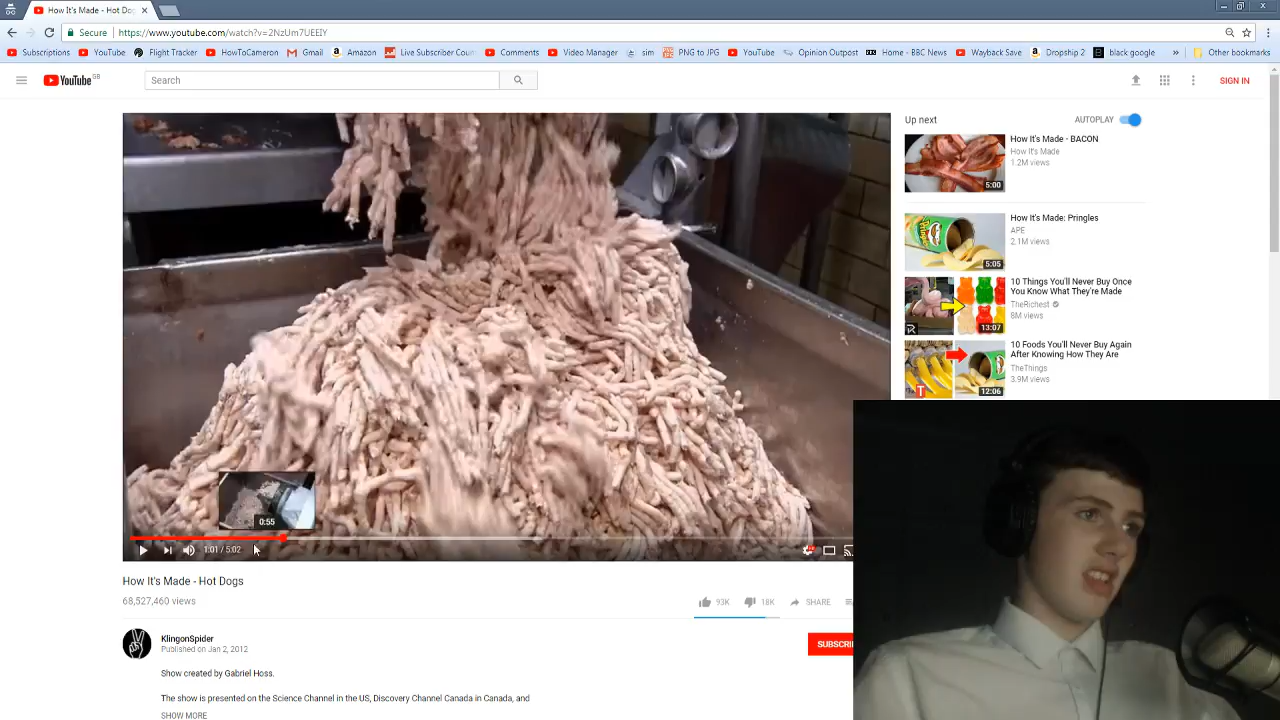 How It's Made - Hot Dog
Secure
https://www.youtube.com/watch?v=2NzUm7UEEIY
Subscriptions YouTube Flight Tracker HowToCameron Gmail Amazon Live Subscriber Coun Comments Video Manager sim PNG to JPG YouTube Opinion Outpost Home - BBC News Wayback Save Dropship 2 black google » Other bookmarks
YouTube GB
Search
SIGN IN
Up next
AUTOPLAY
How It's Made - BACON
How It's Made
1.2M views
5:00
How It's Made: Pringles
APE
2.1M views
5:05
10 Things You'll Never Buy Once
You Know What They're Made
TheRichest
8M views
13:07
10 Foods You'll Never Buy Again
After Knowing How They Are
TheThings
3.9M views
12:06
0:55
1:01 / 5:02
How It's Made - Hot Dogs
68,527,460 views
93K 18K SHARE
KlingonSpider
Published on Jan 2, 2012
SUBSCRI
Show created by Gabriel Hoss.
The show is presented on the Science Channel in the US, Discovery Channel Canada in Canada, and
SHOW MORE